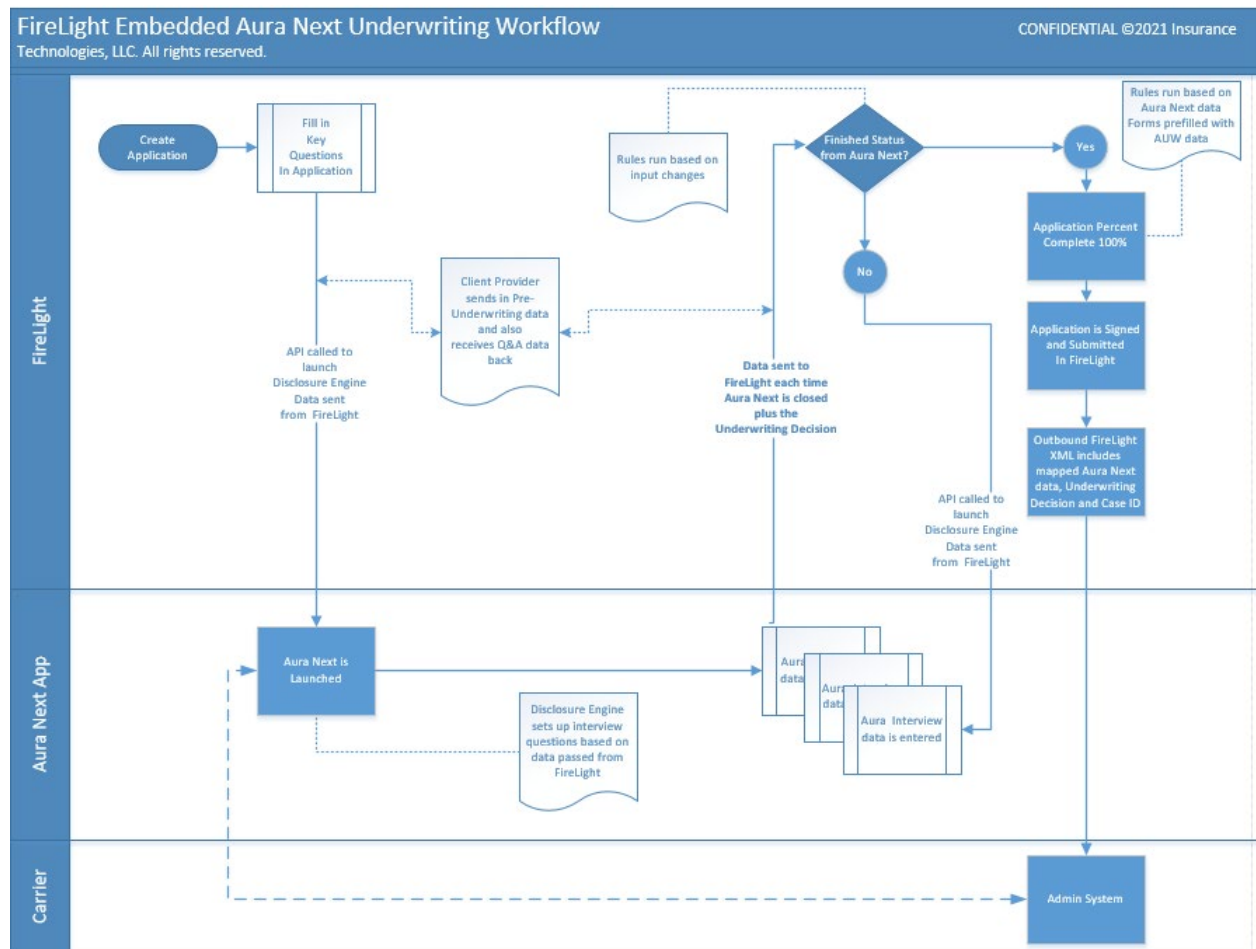 FireLight Embedded Aura Next Underwriting Workflow
CONFIDENTIAL ©2021 Insurance
Technologies, LLC. All rights reserved.
FireLight
Create
Application
Fill in
Key
Questions
In Application
Rules run based on
input changes
Finished Status
from Aura Next?
Yes
Rules run based on
Aura Next data
Forms prefilled with
AUW data
Application Percent
Complete 100%
No
Client Provider
sends in Pre-
Underwriting data
and also
receives Q&A data
back
API called to
launch
Disclosure Engine
Data sent
from FireLight
Data sent to
FireLight each time
Aura Next is closed
plus the
Underwriting Decision
Application is Signed
and Submitted
In FireLight
Outbound FireLight
XML includes
mapped Aura Next
data, Underwriting
Decision and Case ID
API called to
launch
Disclosure Engine
Data sent
from FireLight
Aura Next App
Aura Next is
Launched
Disclosure Engine
sets up interview
questions based on
data passed from
FireLight
Aura
data
Aura
data
Aura Interview
data is entered
Carrier
Admin System